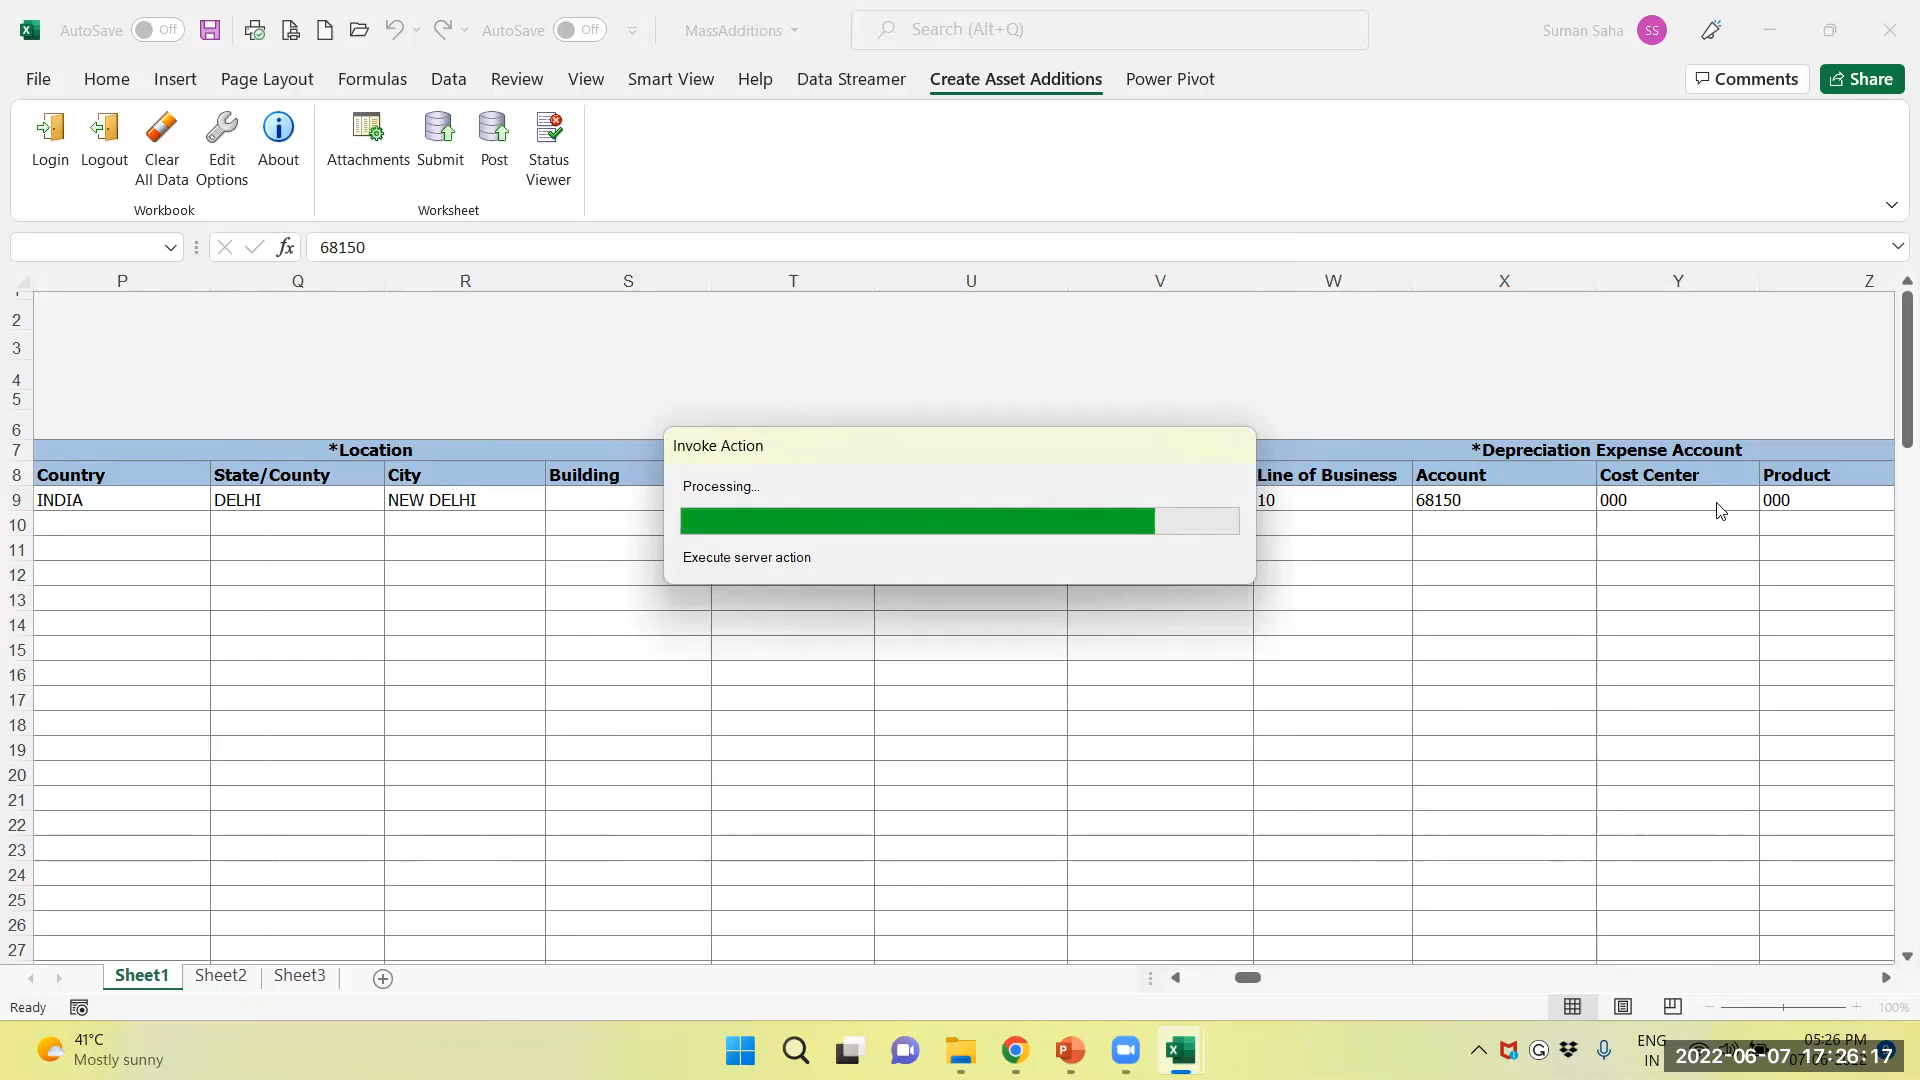 AutoSave Off AutoSave Off MassAdditions Search (Alt+Q) Suman Saha SS
File Home Insert Page Layout Formulas Data Review View Smart View Help Data Streamer Create Asset Additions Power Pivot Comments Share
Login Logout Clear All Data Edit Options About Attachments Submit Post Status Viewer
Workbook Worksheet
fx 68150
P Q R S T U V W X Y Z
2
3
4
5
6
7 *Location *Depreciation Expense Account
8 Country State/County City Building Line of Business Account Cost Center Product
9 INDIA DELHI NEW DELHI 10 68150 000 000
Invoke Action
Processing...
Execute server action
10
11
12
13
14
15
16
17
18
19
20
21
22
23
24
25
26
27
Sheet1 Sheet2 Sheet3
Ready 100%
41°C
Mostly sunny
ENG
IN
05:26 PM
2022-06-07 17:26:17